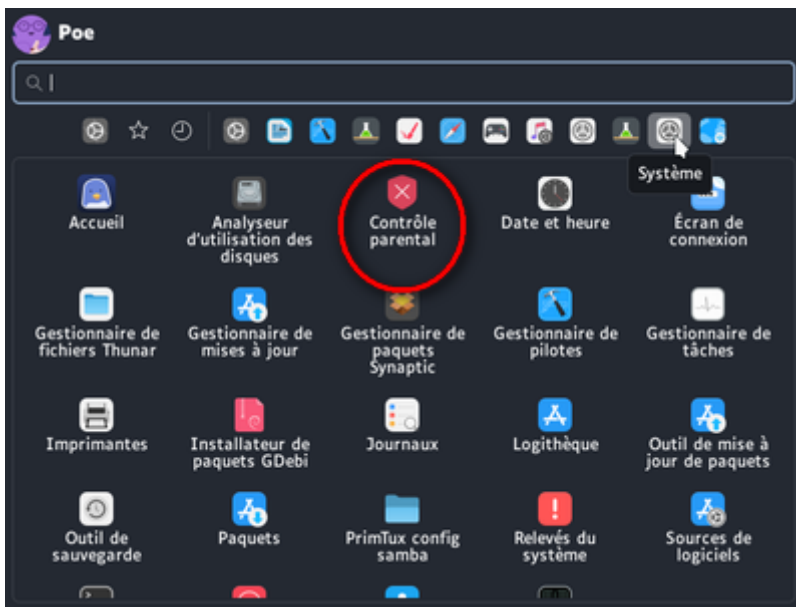 Poe
Système
Accueil
Analyseur
d'utilisation des
disques
Contrôle
parental
Date et heure
Écran de
connexion
Gestionnaire de
fichiers Thunar
Gestionnaire de
mises à jour
Gestionnaire de
paquets
Synaptic
Gestionnaire de
pilotes
Gestionnaire de
tâches
Imprimantes
Installateur de
paquets GDebi
Journaux
Logithèque
Outil de mise à
jour de paquets
Outil de
sauvegarde
Paquets
PrimTux config
samba
Relevés du
système
Sources de
logiciels